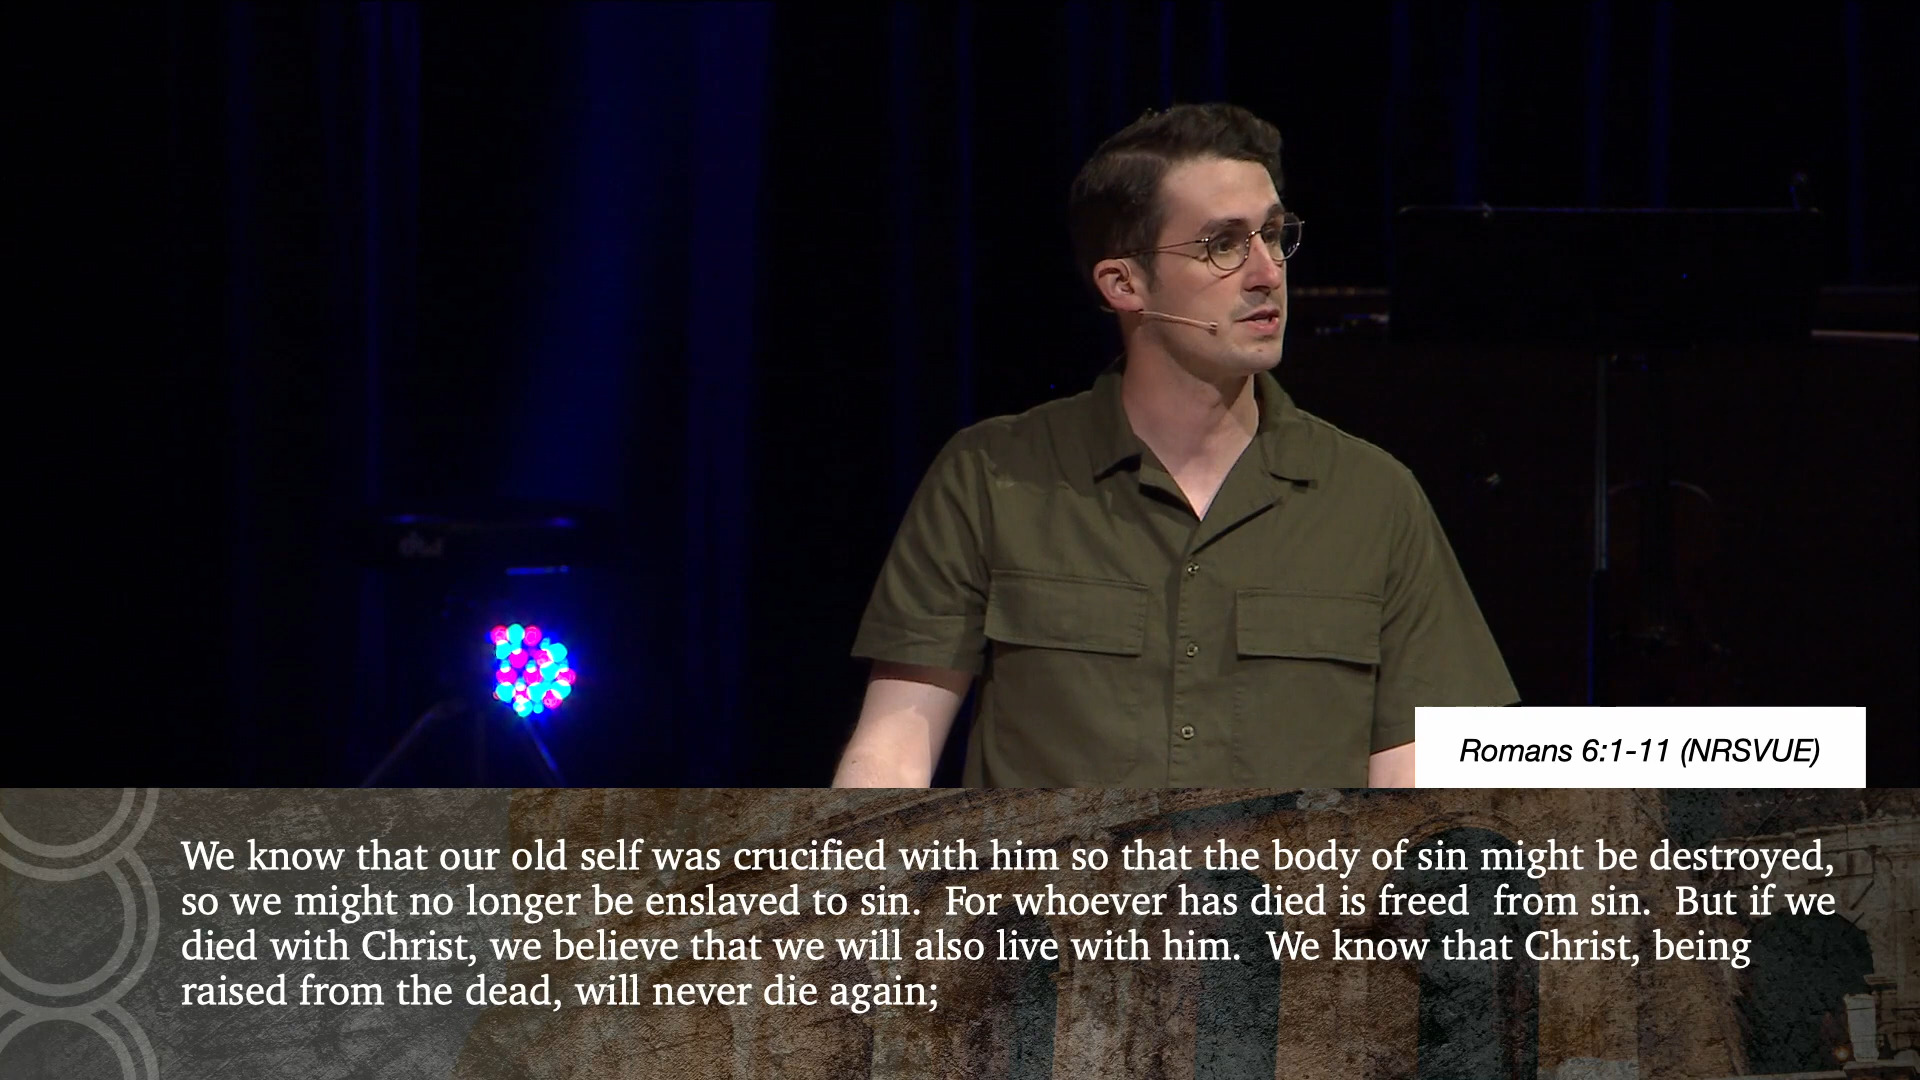 Romans 6:1-11 (NRSVUE)
We know that our old self was crucified with him so that the body of sin might be destroyed,
so we might no longer be enslaved to sin.  For whoever has died is freed  from sin.  But if we
died with Christ, we believe that we will also live with him.  We know that Christ, being
raised from the dead, will never die again;